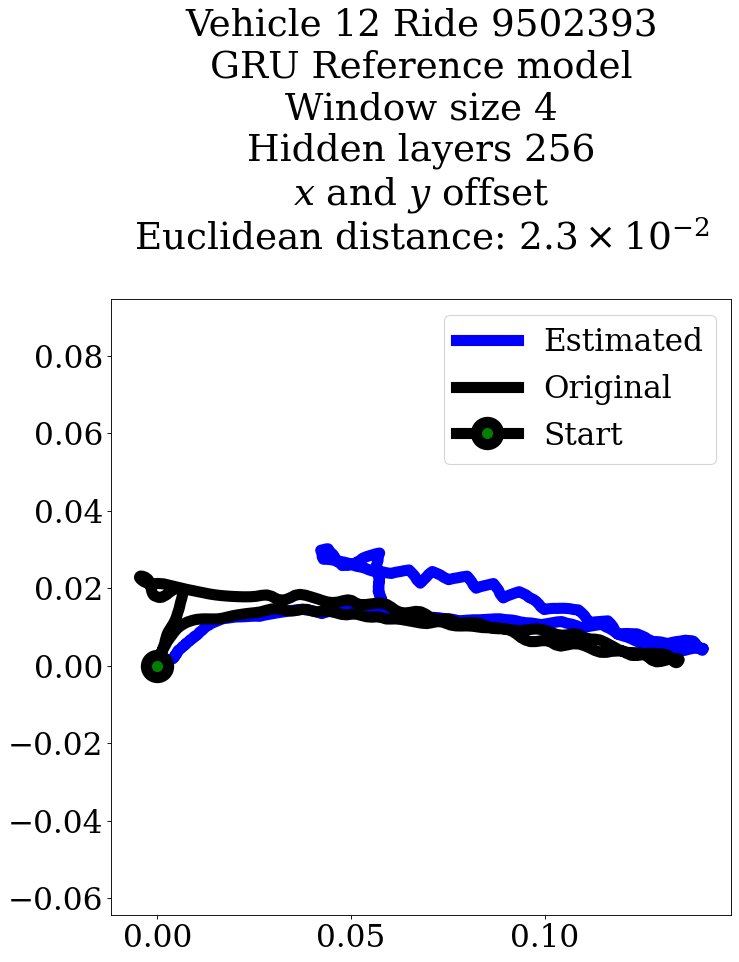 Vehicle 12 Ride 9502393
GRU Reference model
Window size 4
Hidden layers 256
x and y offset
Euclidean distance: 2.3 × 10⁻²
Estimated
Original
Start
0.08
0.06
0.04
0.02
0.00
−0.02
−0.04
−0.06
0.00 0.05 0.10